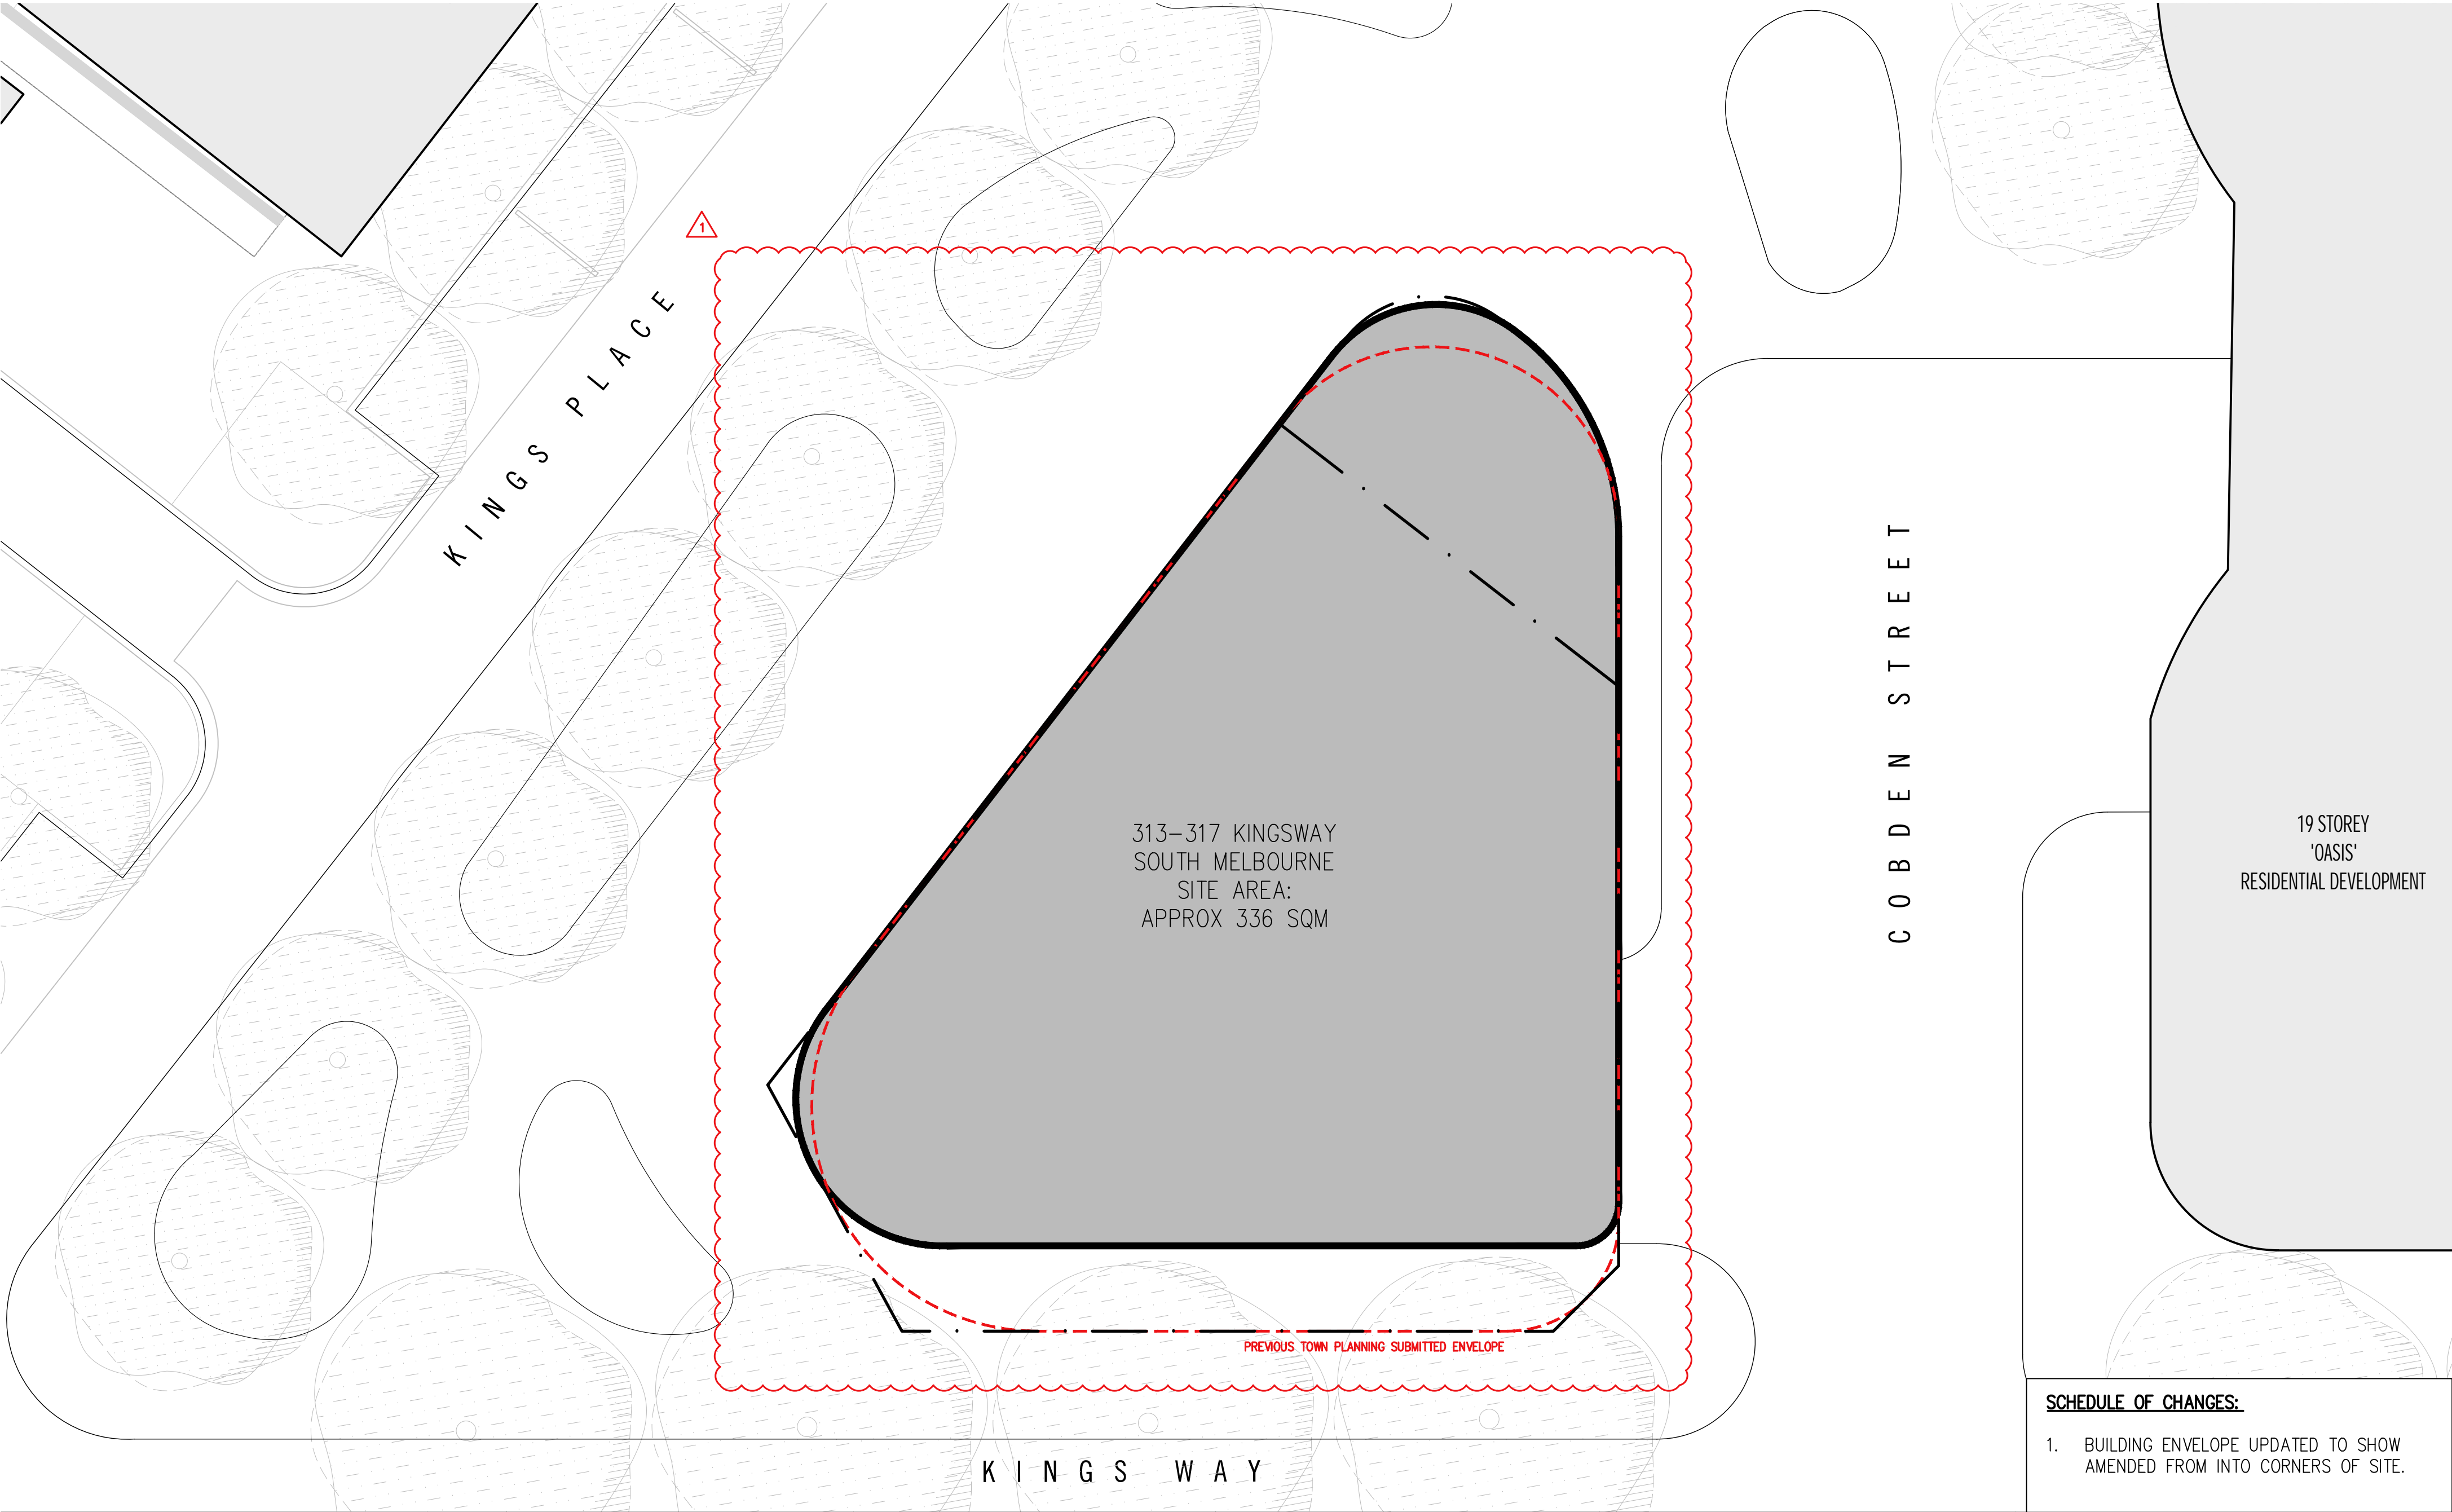 1
KINGS PLACE
313-317 KINGSWAY
SOUTH MELBOURNE
SITE AREA:
APPROX 336 SQM
COBDEN STREET
19 STOREY
'OASIS'
RESIDENTIAL DEVELOPMENT
PREVIOUS TOWN PLANNING SUBMITTED ENVELOPE
KINGS WAY
SCHEDULE OF CHANGES:
1. BUILDING ENVELOPE UPDATED TO SHOW
AMENDED FROM INTO CORNERS OF SITE.